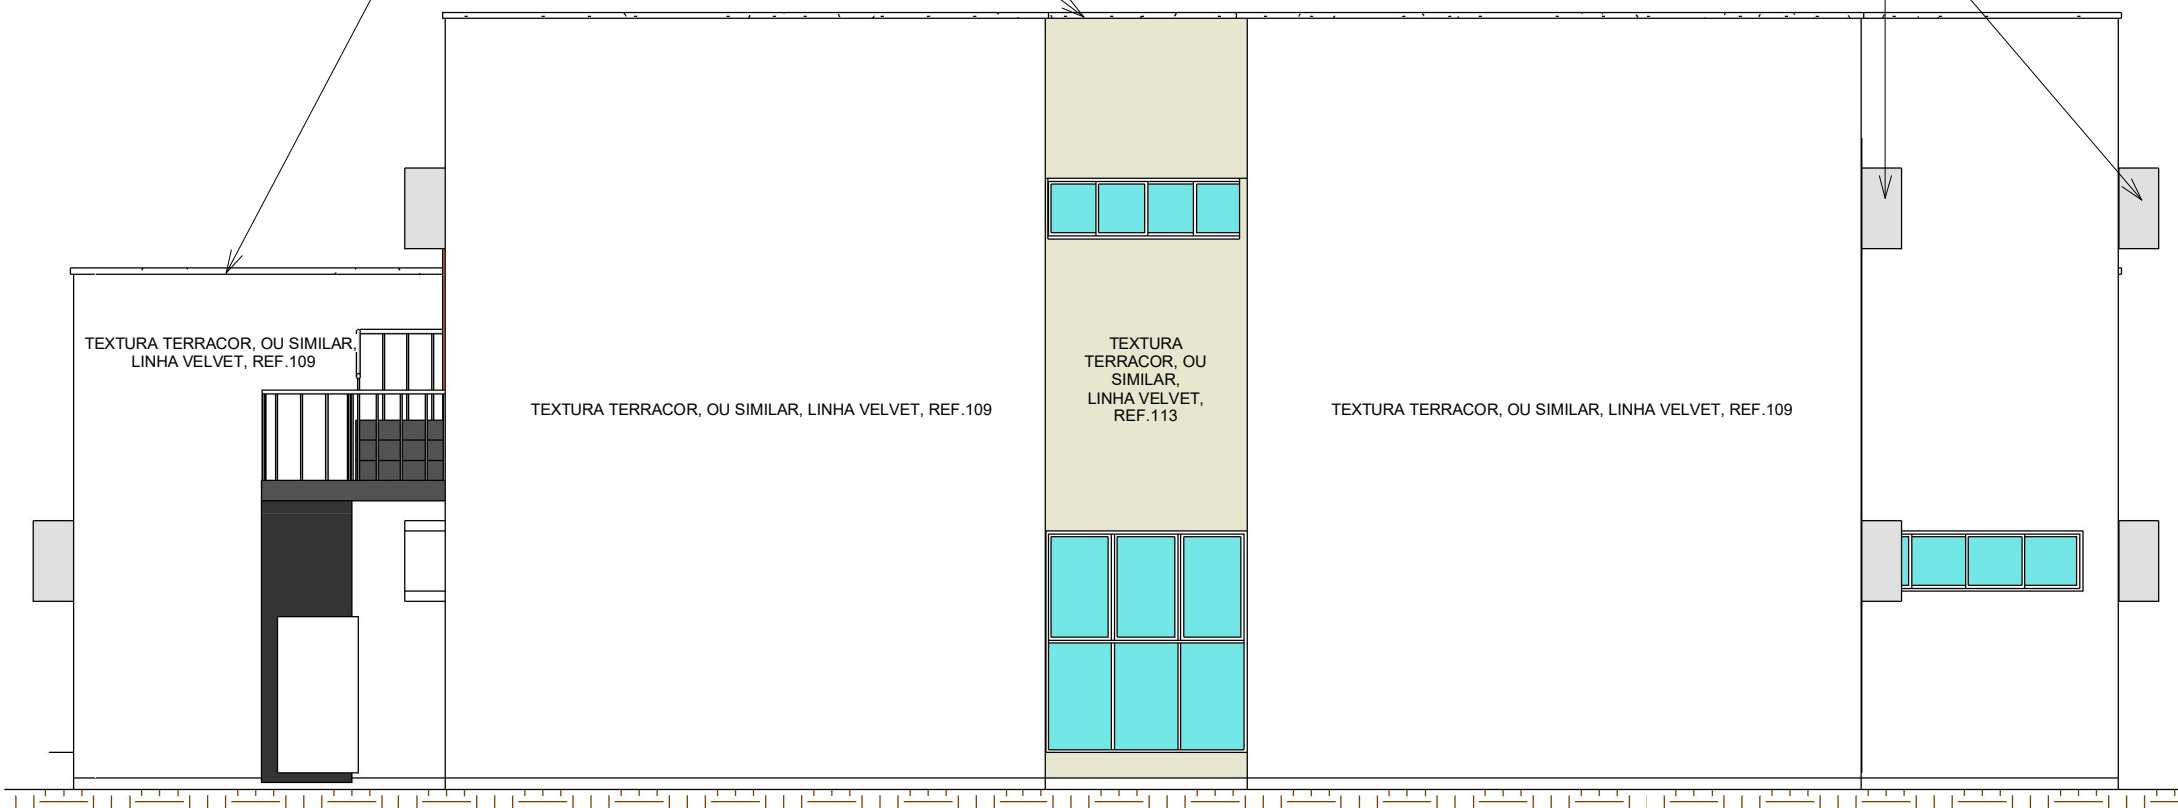 TEXTURA TERRACOR, OU SIMILAR,
LINHA VELVET, REF.109
TEXTURA TERRACOR, OU SIMILAR, LINHA VELVET, REF.109
TEXTURA
TERRACOR, OU
SIMILAR,
LINHA VELVET,
REF.113
TEXTURA TERRACOR, OU SIMILAR, LINHA VELVET, REF.109